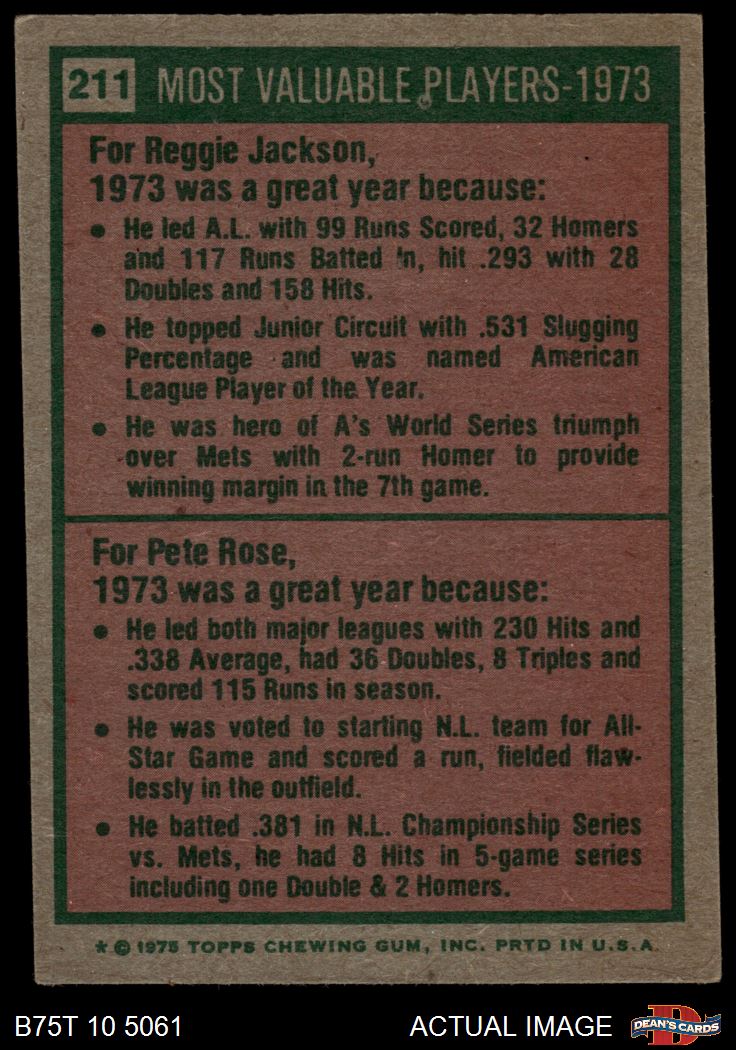 211 MOST VALUABLE PLAYERS-1973
For Reggie Jackson,
1973 was a great year because:
• He led A.L. with 99 Runs Scored, 32 Homers
and 117 Runs Batted In, hit .293 with 28
Doubles and 158 Hits.
• He topped Junior Circuit with .531 Slugging
Percentage and was named American
League Player of the Year.
• He was hero of A's World Series triumph
over Mets with 2-run Homer to provide
winning margin in the 7th game.
For Pete Rose,
1973 was a great year because:
• He led both major leagues with 230 Hits and
.338 Average, had 36 Doubles, 8 Triples and
scored 115 Runs in season.
• He was voted to starting N.L. team for All-
Star Game and scored a run, fielded flaw-
lessly in the outfield.
• He batted .381 in N.L. Championship Series
vs. Mets, he had 8 Hits in 5-game series
including one Double & 2 Homers.
* © 1975 TOPPS CHEWING GUM, INC. PRTD IN U.S.A.
B75T 10 5061 ACTUAL IMAGE D DEAN'S CARDS